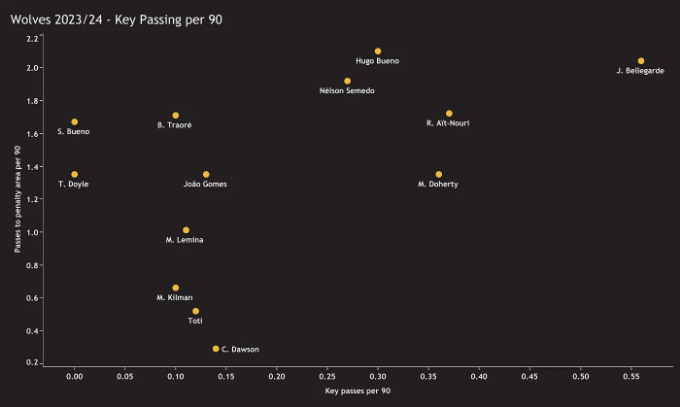 Wolves 2023/24 - Key Passing per 90
2.2
Hugo Bueno
J. Bellegarde
2.0
Nélson Semedo
1.8
B. Traoré
R. Aït-Nouri
S. Bueno
1.6
1.4
T. Doyle
João Gomes
M. Doherty
1.2
Passes to penalty area per 90
1.0
M. Lemina
0.8
0.6
M. Kilman
Toti
0.4
C. Dawson
0.2
0.00 0.05 0.10 0.15 0.20 0.25 0.30 0.35 0.40 0.45 0.50 0.55
Key passes per 90